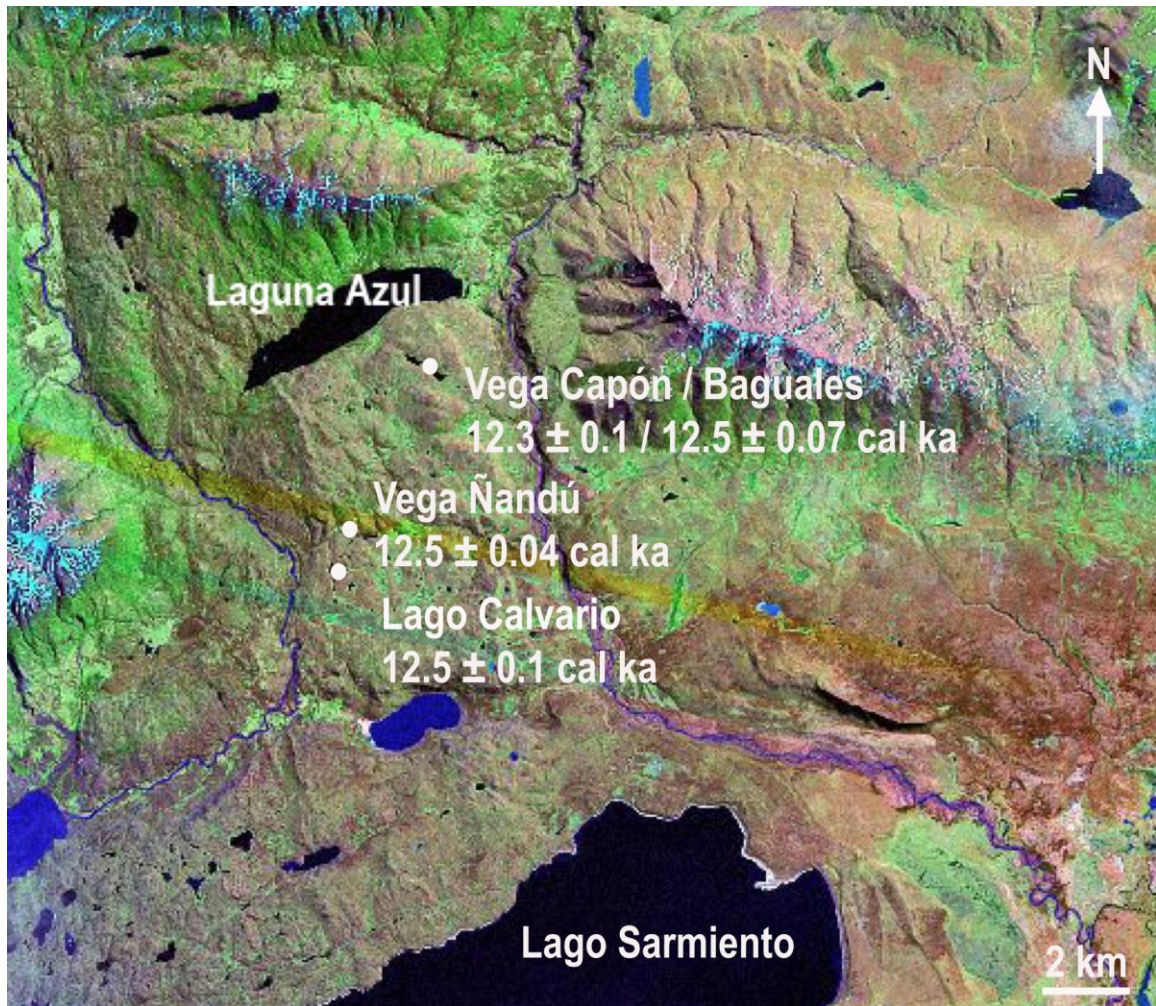 N
Laguna Azul
Vega Capón / Baguales
12.3 ± 0.1 / 12.5 ± 0.07 cal ka
Vega Ñandú
12.5 ± 0.04 cal ka
Lago Calvario
12.5 ± 0.1 cal ka
Lago Sarmiento
2 km